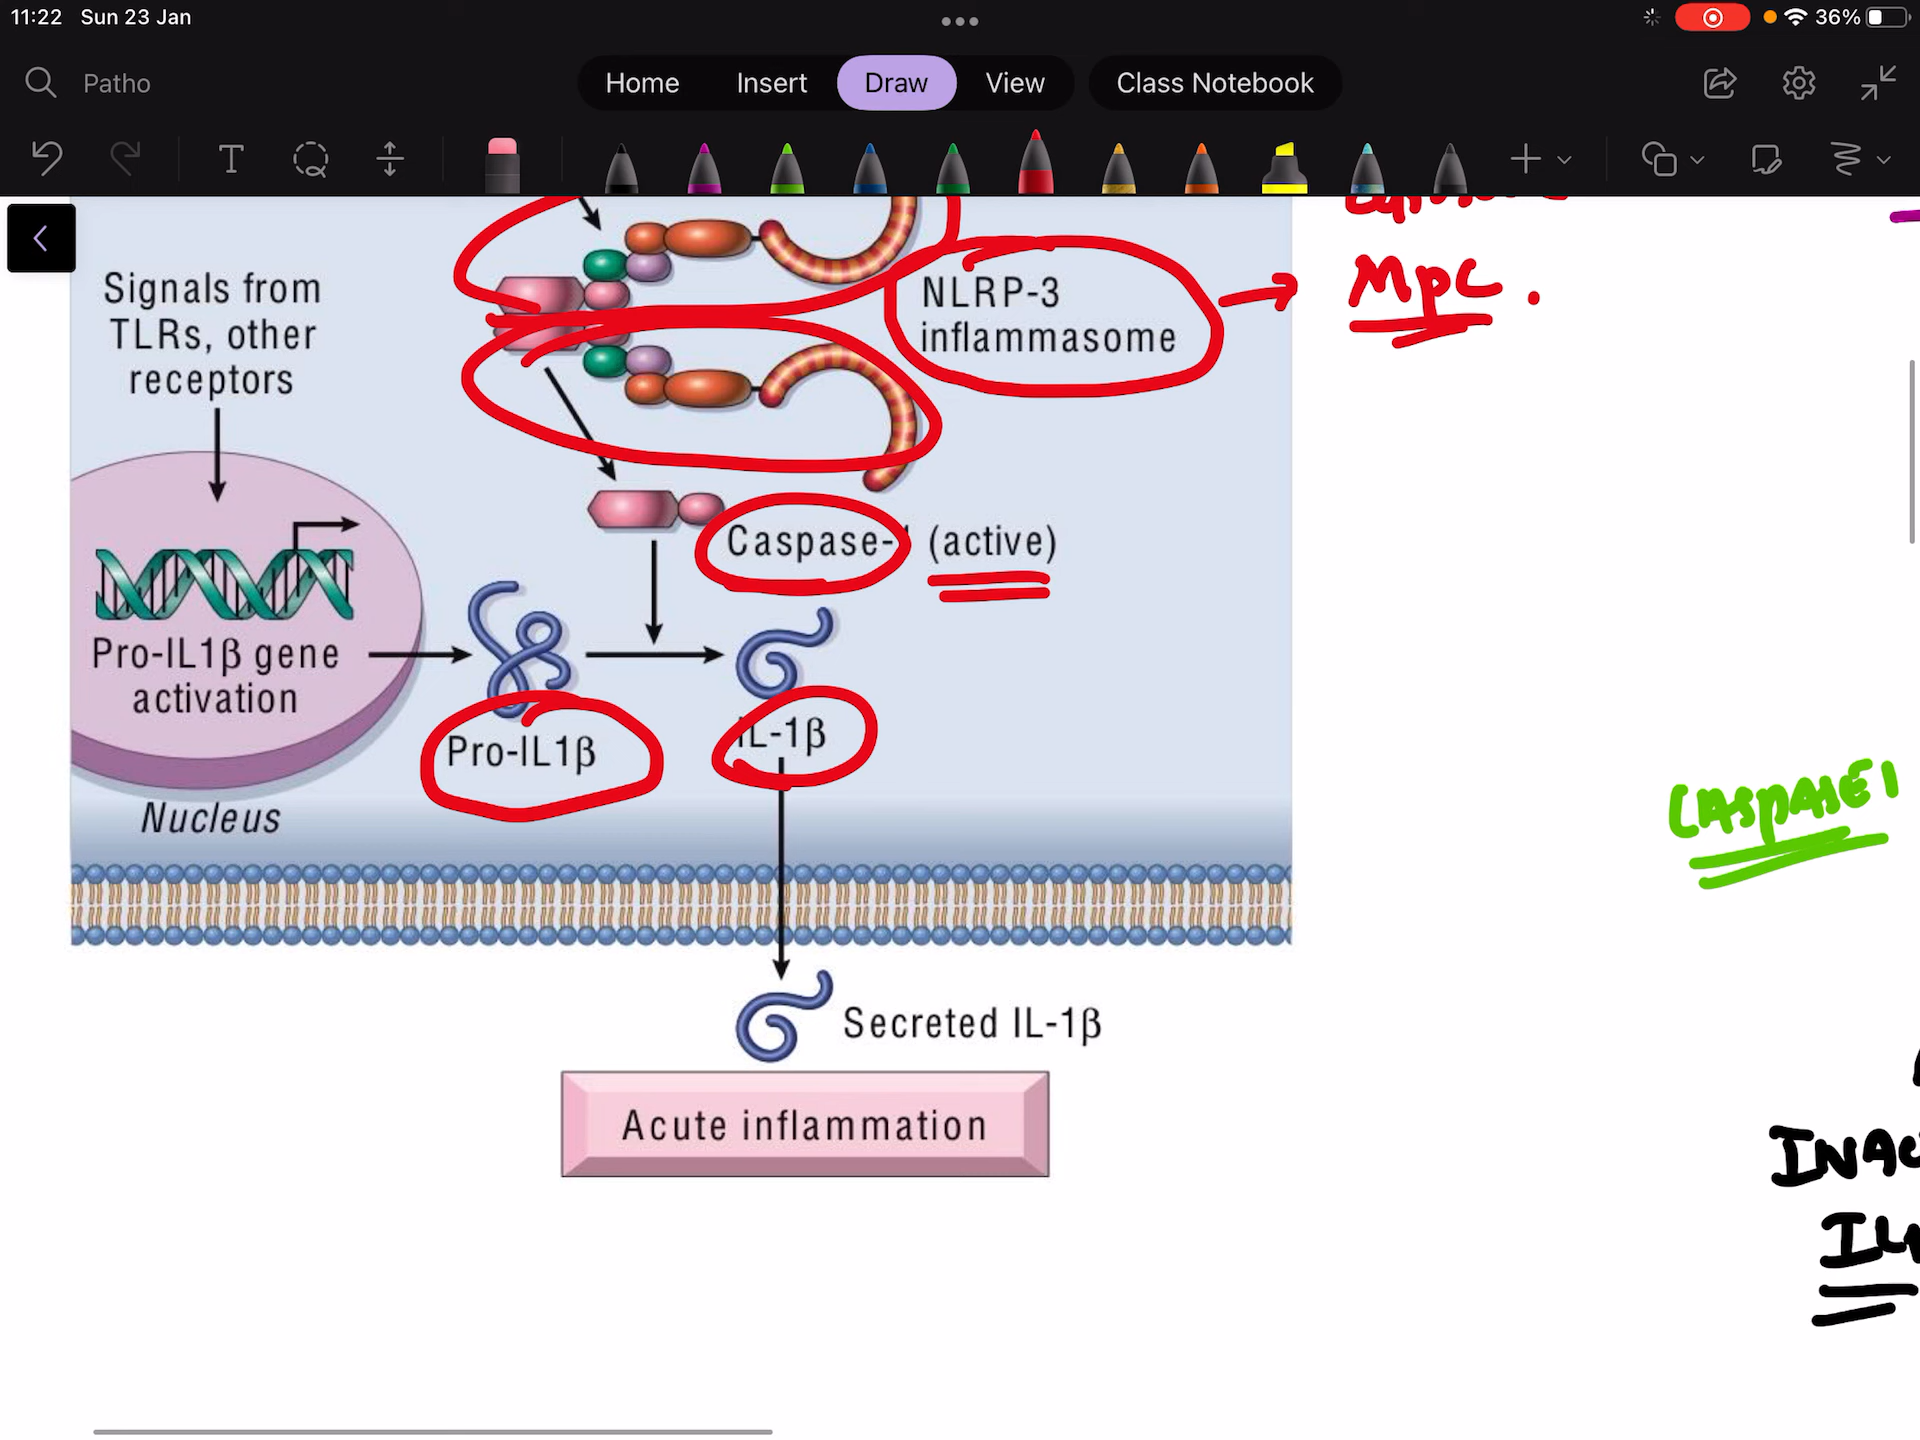 11:22 Sun 23 Jan
36%
Patho
Home Insert Draw View Class Notebook
T
Signals from
TLRs, other
receptors
NLRP-3
inflammasome
MPC.
Caspase-1 (active)
Pro-IL1β gene
activation
Pro-IL1β
IL-1β
Nucleus
CASPASE1
Secreted IL-1β
Acute inflammation